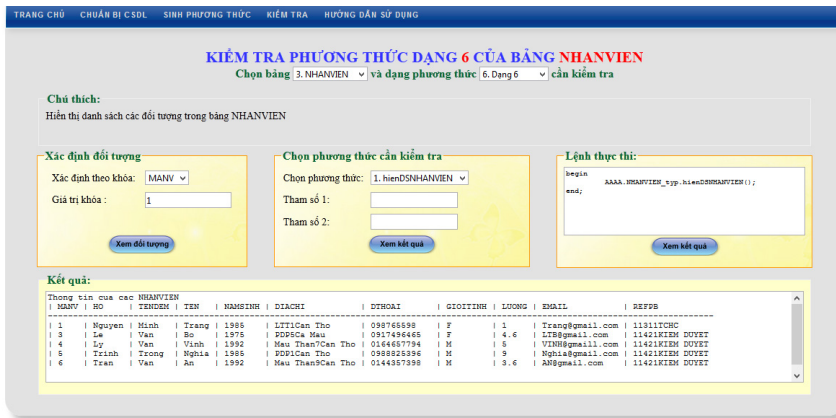 TRANG CHỦ CHUẨN BỊ CSDL SINH PHƯƠNG THỨC KIỂM TRA HƯỚNG DẪN SỬ DỤNG
KIỂM TRA PHƯƠNG THỨC DẠNG 6 CỦA BẢNG NHANVIEN
Chọn bảng 3. NHANVIEN và dạng phương thức 6. Dạng 6 cần kiểm tra
Chú thích:
Hiển thị danh sách các đối tượng trong bảng NHANVIEN
Xác định đối tượng
Xác định theo khóa: MANV
Giá trị khóa : 1
Xem đối tượng
Chọn phương thức cần kiểm tra
Chọn phương thức: 1. hienDSNHANVIEN
Tham số 1:
Tham số 2:
Xem kết quả
Lệnh thực thi:
begin
AAAA.NHANVIEN_typ.hienDSNHANVIEN();
end;
Xem kết quả
Kết quả:
Thong tin cua cac NHANVIEN
| MANV | HO | TENDEM | TEN | NAMSINH | DIACHI | DTHOAI | GIOITINH | LUONG | EMAIL | REFPB
| 1 | Nguyen | Minh | Trang | 1985 | LTT1Can Tho | 098765598 | F | 1 | Trang@gmail.com | 11311TCHC
| 3 | Le | Van | Bo | 1975 | PDP5Ca Mau | 0917496465 | F | 4.6 | LTB@gmail.com | 11421KIEM DUYET
| 4 | Ly | Van | Vinh | 1992 | Mau Than7Can Tho | 0164657794 | M | 5 | VINH@gmail1.com | 11421KIEM DUYET
| 5 | Trinh | Trong | Nghia | 1985 | PDP1Can Tho | 0988825396 | M | 9 | Nghia@gmail.com | 11421KIEM DUYET
| 6 | Tran | Van | An | 1992 | Mau Than9Can Tho | 0144357398 | M | 3.6 | AN@gmail.com | 11421KIEM DUYET